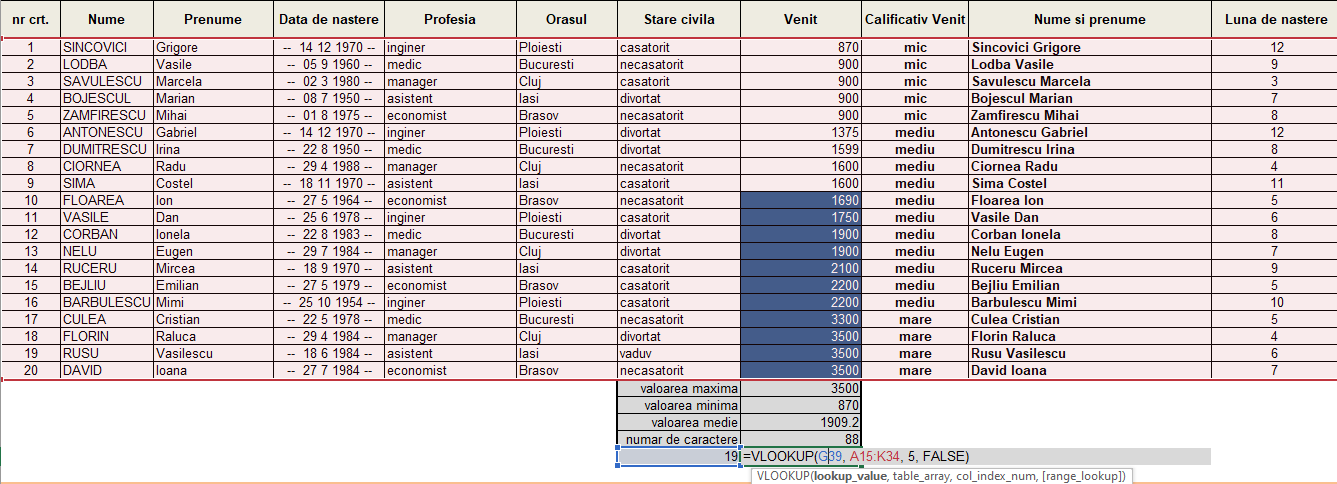 nr crt. Nume Prenume Data de nastere Profesia Orasul Stare civila Venit Calificativ Venit Nume si prenume Luna de nastere
1 SINCOVICI Grigore -- 14 12 1970 -- inginer Ploiesti casatorit 870 mic Sincovici Grigore 12
2 LODBA Vasile -- 05 9 1960 -- medic Bucuresti necasatorit 900 mic Lodba Vasile 9
3 SAVULESCU Marcela -- 02 3 1980 -- manager Cluj casatorit 900 mic Savulescu Marcela 3
4 BOJESCUL Marian -- 08 7 1950 -- asistent Iasi divortat 900 mic Bojescul Marian 7
5 ZAMFIRESCU Mihai -- 01 8 1975 -- economist Brasov necasatorit 900 mic Zamfirescu Mihai 8
6 ANTONESCU Gabriel -- 14 12 1970 -- inginer Ploiesti divortat 1375 mediu Antonescu Gabriel 12
7 DUMITRESCU Irina -- 22 8 1950 -- medic Bucuresti divortat 1599 mediu Dumitrescu Irina 8
8 CIORNEA Radu -- 29 4 1988 -- manager Cluj necasatorit 1600 mediu Ciornea Radu 4
9 SIMA Costel -- 18 11 1970 -- asistent Iasi casatorit 1600 mediu Sima Costel 11
10 FLOAREA Ion -- 27 5 1964 -- economist Brasov necasatorit 1690 mediu Floarea Ion 5
11 VASILE Dan -- 25 6 1978 -- inginer Ploiesti casatorit 1750 mediu Vasile Dan 6
12 CORBAN Ionela -- 22 8 1983 -- medic Bucuresti divortat 1900 mediu Corban Ionela 8
13 NELU Eugen -- 29 7 1984 -- manager Cluj divortat 1900 mediu Nelu Eugen 7
14 RUCERU Mircea -- 18 9 1970 -- asistent Iasi casatorit 2100 mediu Ruceru Mircea 9
15 BEJLIU Emilian -- 27 5 1979 -- economist Brasov casatorit 2200 mediu Bejliu Emilian 5
16 BARBULESCU Mimi -- 25 10 1954 -- inginer Ploiesti casatorit 2200 mediu Barbulescu Mimi 10
17 CULEA Cristian -- 22 5 1978 -- medic Bucuresti necasatorit 3300 mare Culea Cristian 5
18 FLORIN Raluca -- 29 4 1984 -- manager Cluj divortat 3500 mare Florin Raluca 4
19 RUSU Vasilescu -- 18 6 1984 -- asistent Iasi vaduv 3500 mare Rusu Vasilescu 6
20 DAVID Ioana -- 27 7 1984 -- economist Brasov necasatorit 3500 mare David Ioana 7
valoarea maxima 3500
valoarea minima 870
valoarea medie 1909.2
numar de caractere 88
19 =VLOOKUP(G39, A15:K34, 5, FALSE)
VLOOKUP(lookup_value, table_array, col_index_num, [range_lookup])